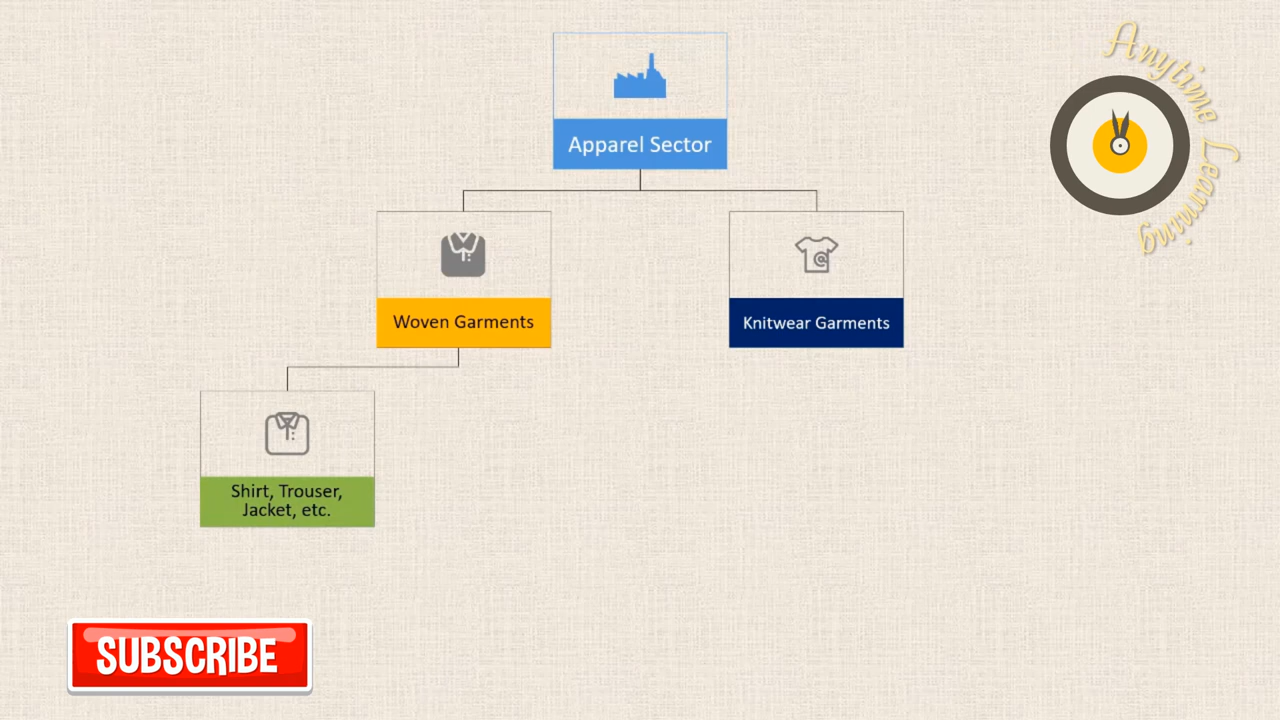 Apparel Sector
Anytime Learning
Woven Garments
Knitwear Garments
Shirt, Trouser,
Jacket, etc.
SUBSCRIBE